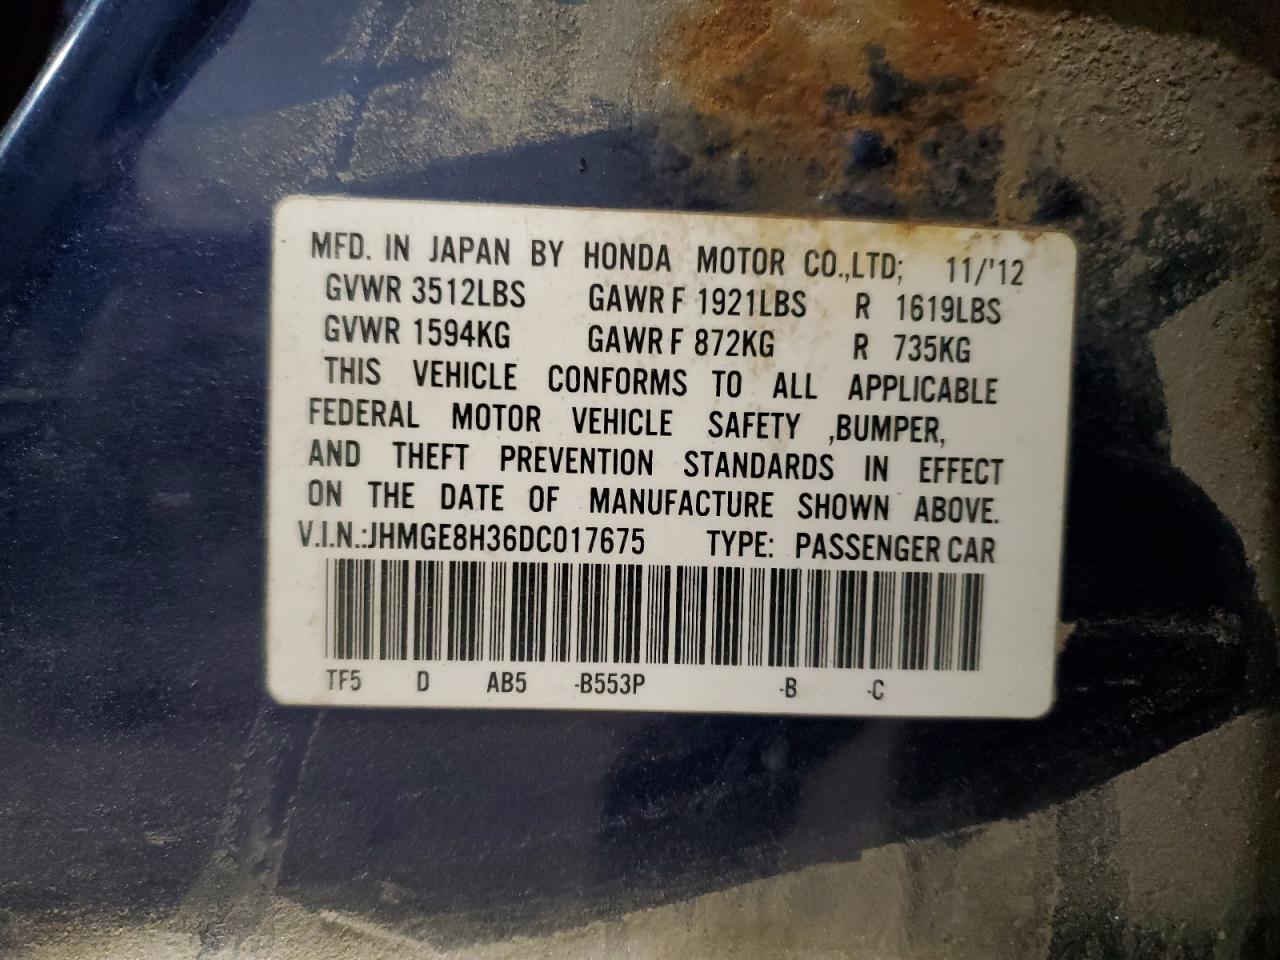 MFD. IN JAPAN BY HONDA MOTOR CO.,LTD; 11/'12
GVWR 3512LBS GAWR F 1921LBS R 1619LBS
GVWR 1594KG GAWR F 872KG R 735KG
THIS VEHICLE CONFORMS TO ALL APPLICABLE
FEDERAL MOTOR VEHICLE SAFETY ,BUMPER,
AND THEFT PREVENTION STANDARDS IN EFFECT
ON THE DATE OF MANUFACTURE SHOWN ABOVE.
V.I.N.:JHMGE8H36DC017675 TYPE: PASSENGER CAR
TF5 D AB5 -B553P -B -C